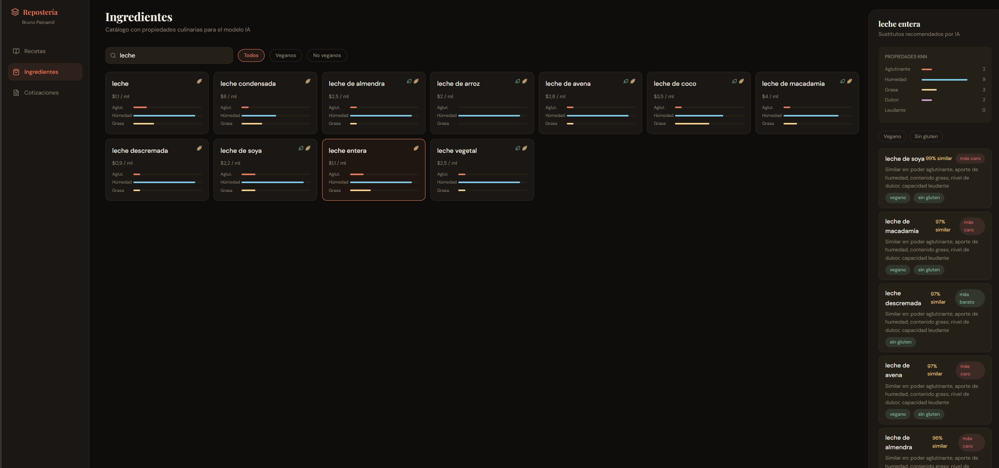 Repostería
Bruno Painamil
Recetas
Ingredientes
Cotizaciones
Ingredientes
Catálogo con propiedades culinarias para el modelo IA
leche
Todos
Veganos
No veganos
leche
$1,1 / ml
Aglut.
Húmedad
Grasa
leche condensada
$8 / ml
Aglut.
Húmedad
Grasa
leche de almendra
$2,5 / ml
Aglut.
Húmedad
Grasa
leche de arroz
$2 / ml
Aglut.
Húmedad
Grasa
leche de avena
$2,8 / ml
Aglut.
Húmedad
Grasa
leche de coco
$3,5 / ml
Aglut.
Húmedad
Grasa
leche de macadamia
$4 / ml
Aglut.
Húmedad
Grasa
leche descremada
$0,9 / ml
Aglut.
Húmedad
Grasa
leche de soya
$2,2 / ml
Aglut.
Húmedad
Grasa
leche entera
$1,1 / ml
Aglut.
Húmedad
Grasa
leche vegetal
$2,5 / ml
Aglut.
Húmedad
Grasa
leche entera
Sustitutos recomendados por IA
PROPIEDADES KNN
Aglutinante 2
Humedad 9
Grasa 3
Dulzor 2
Leudante 0
Vegano
Sin gluten
leche de soya 99% similar más caro
Similar en: poder aglutinante, aporte de
humedad, contenido graso, nivel de
dulzor, capacidad leudante
vegano
sin gluten
leche de
macadamia
97%
similar
más
caro
Similar en: poder aglutinante, aporte de
humedad, contenido graso, nivel de
dulzor, capacidad leudante
vegano
sin gluten
leche
descremada
97%
similar
más
barato
Similar en: poder aglutinante, aporte de
humedad, contenido graso, nivel de
dulzor, capacidad leudante
sin gluten
leche de
avena
97%
similar
más
caro
Similar en: poder aglutinante, aporte de
humedad, contenido graso, nivel de
dulzor, capacidad leudante
vegano
sin gluten
leche de
almendra
96%
similar
más
caro
Similar en: poder aglutinante, aporte de
humedad, contenido graso, nivel de